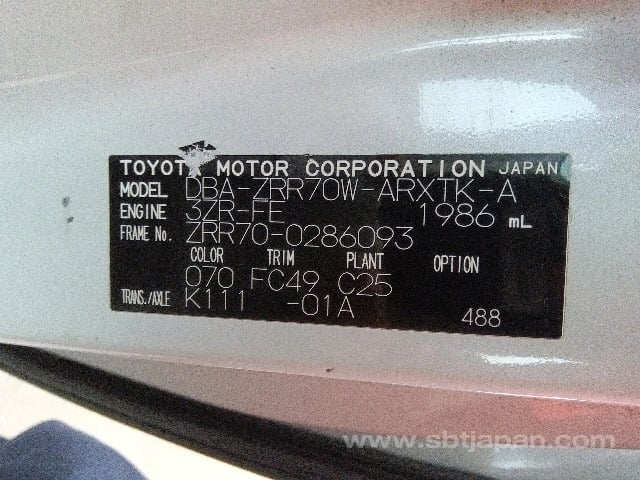 TOYOTA MOTOR CORPORATION JAPAN
MODEL DBA-ZRR70W-ARXTK-A
ENGINE 3ZR-FE 1986 mL
FRAME No. ZRR70-0286093
COLOR TRIM PLANT OPTION
070 FC49 C25
TRANS./AXLE K111 -01A 488
www.sbtjapan.com